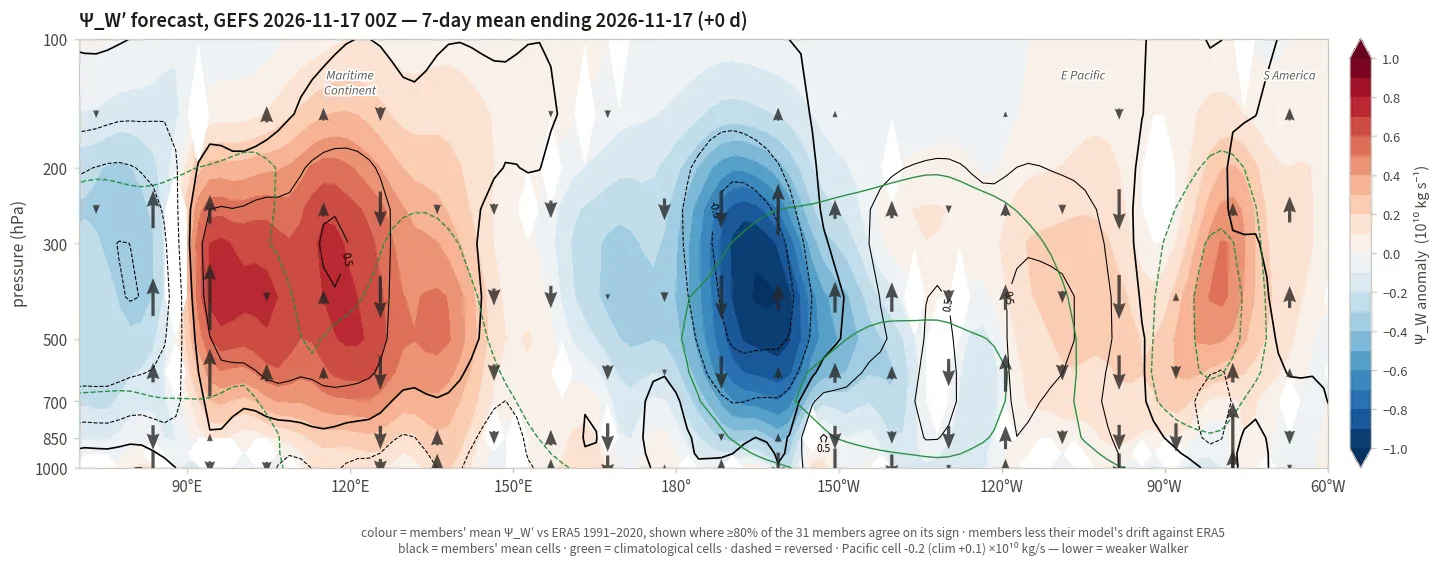 Ψ_W′ forecast, GEFS 2026-11-17 00Z — 7-day mean ending 2026-11-17 (+0 d)
Maritime
Continent
E Pacific
S America
100
200
300
400
500
700
850
1000
pressure (hPa)
0.5
0.5
0.5
0.5
0.5
90°E
120°E
150°E
180°
150°W
120°W
90°W
60°W
1.0
0.8
0.6
0.4
0.2
0.0
−0.2
−0.4
−0.6
−0.8
−1.0
Ψ_W anomaly (10¹⁰ kg s⁻¹)
colour = members' mean Ψ_W′ vs ERA5 1991–2020, shown where ≥80% of the 31 members agree on its sign · members less their model's drift against ERA5
black = members' mean cells · green = climatological cells · dashed = reversed · Pacific cell -0.2 (clim +0.1) ×10¹⁰ kg/s — lower = weaker Walker